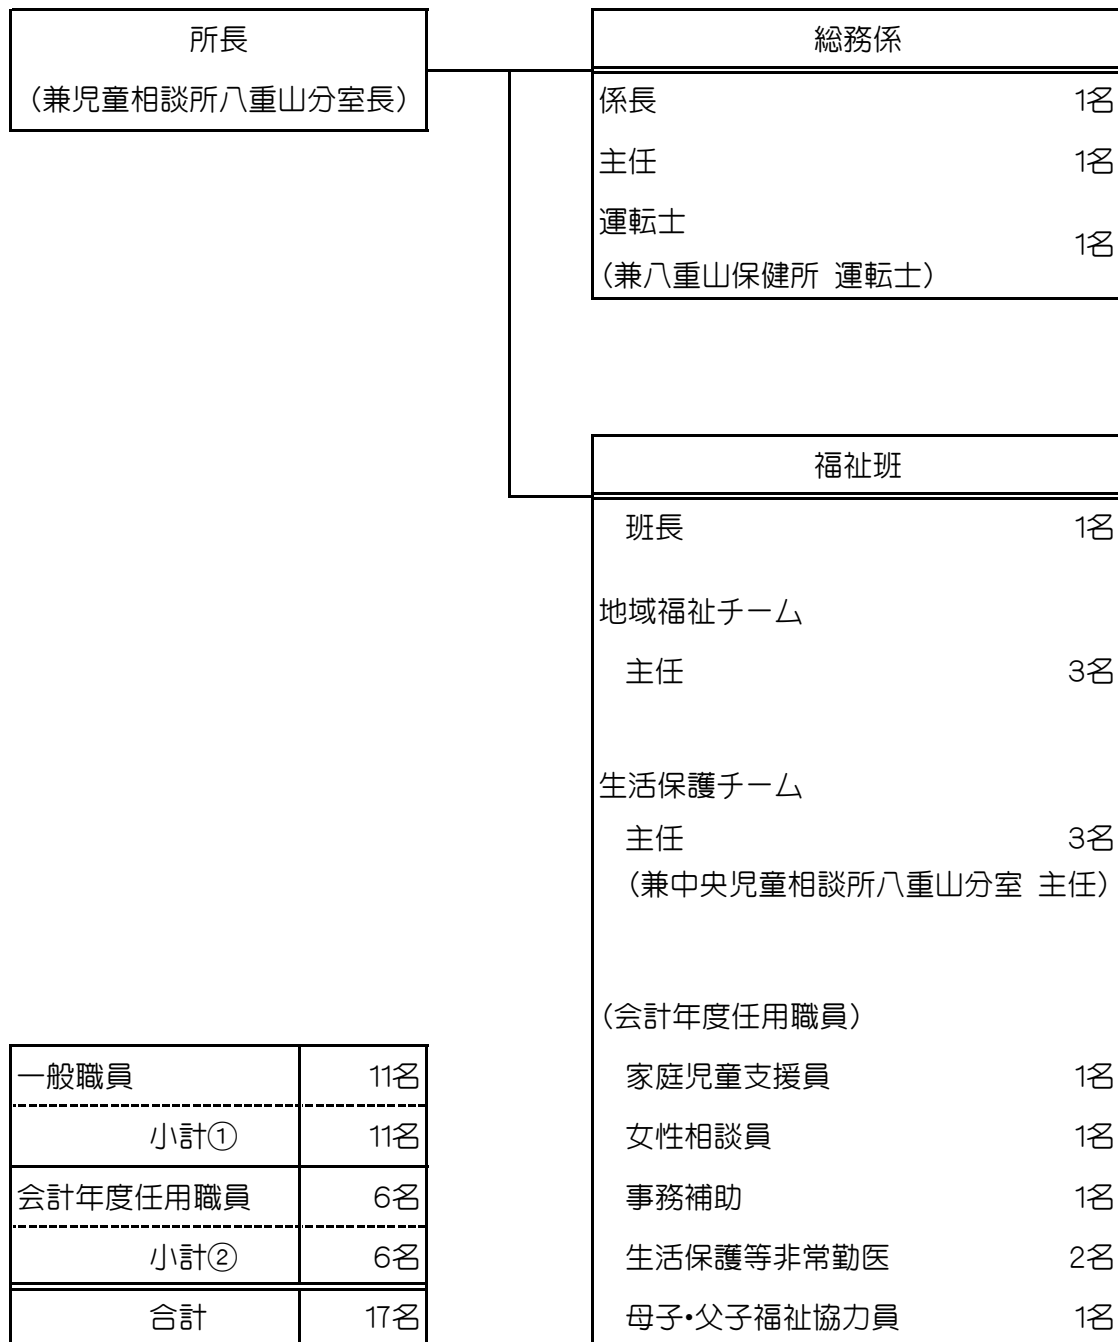 所長
（兼児童相談所八重山分室長）
総務係
係長 1名
主任 1名
運転士
（兼八重山保健所 運転士） 1名
福祉班
班長 1名
地域福祉チーム
主任 3名
生活保護チーム
主任 3名
（兼中央児童相談所八重山分室 主任）
（会計年度任用職員）
家庭児童支援員 1名
女性相談員 1名
事務補助 1名
生活保護等非常勤医 2名
母子・父子福祉協力員 1名
一般職員 11名
小計① 11名
会計年度任用職員 6名
小計② 6名
合計 17名